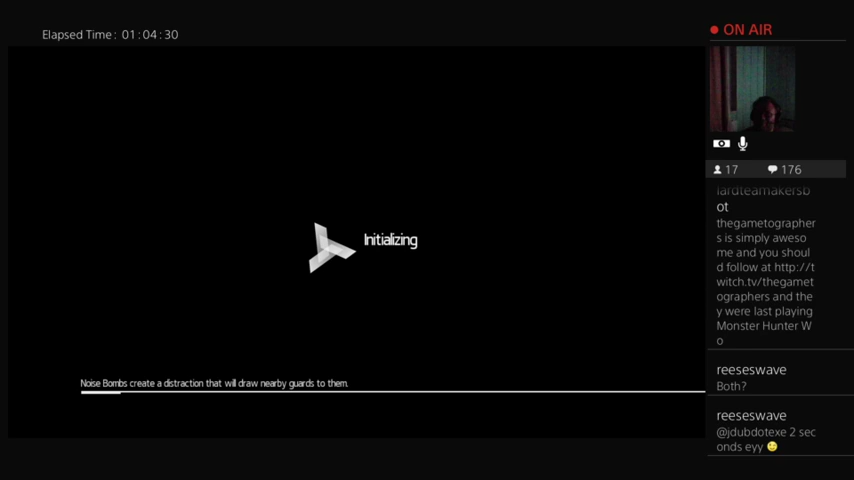 Elapsed Time: 01:04:30
ON AIR
17 176
lardteamakersb
ot
thegametographer
s is simply aweso
me and you shoul
d follow at http://t
witch.tv/thegamet
ographers and the
y were last playing
Monster Hunter W
o
reeseswave
Both?
reeseswave
@jdubdotexe 2 sec
onds eyy
Initializing
Noise Bombs create a distraction that will draw nearby guards to them.